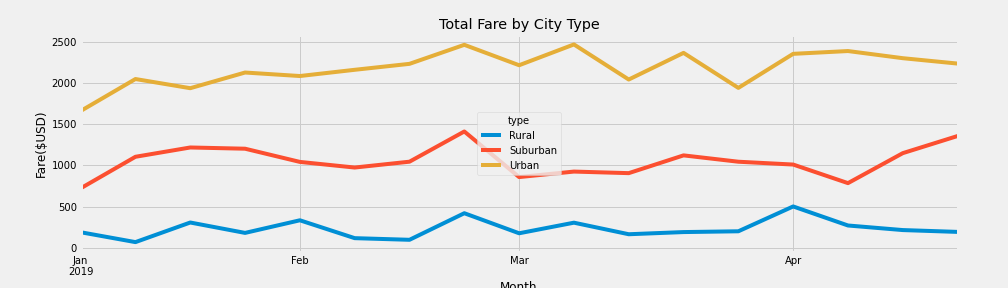 Total Fare by City Type
Fare($USD)
2500
2000
1500
1000
500
0
type
Rural
Suburban
Urban
Jan
2019
Feb
Mar
Apr
Month